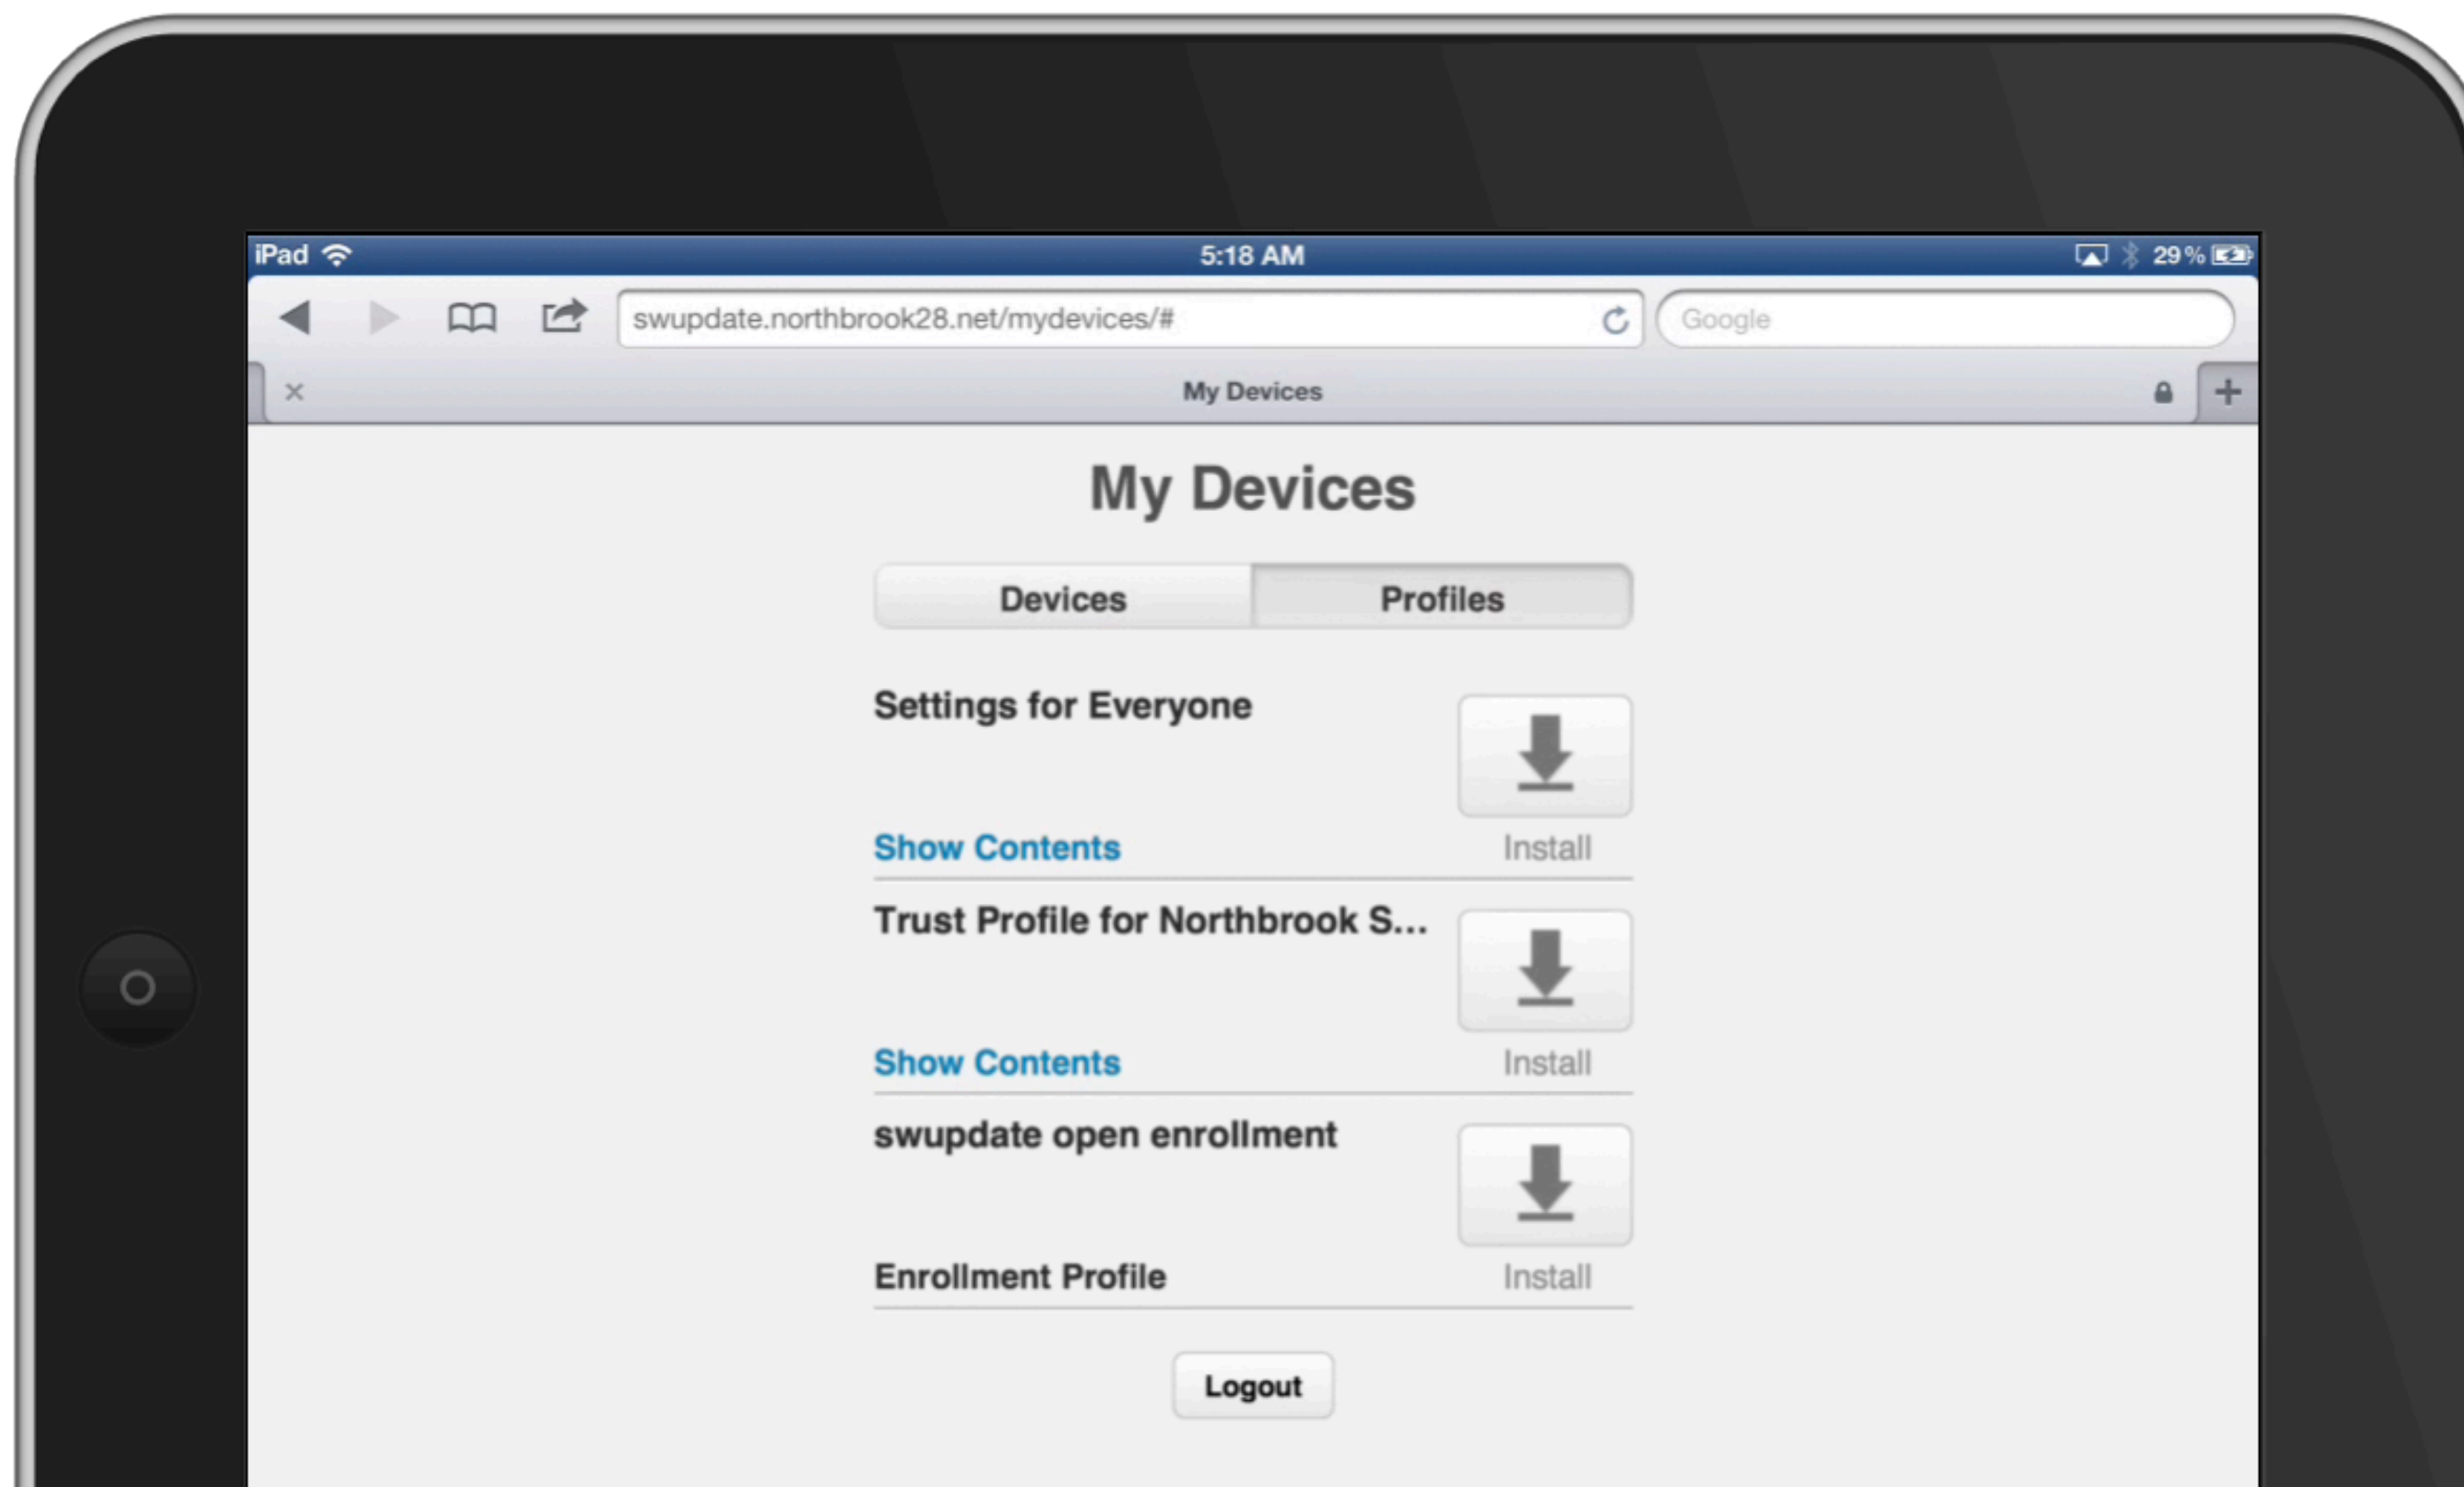 iPad 5:18 AM 29%
swupdate.northbrook28.net/mydevices/# Google
My Devices
My Devices
Devices Profiles
Settings for Everyone
Show Contents Install
Trust Profile for Northbrook S...
Show Contents Install
swupdate open enrollment
Enrollment Profile Install
Logout